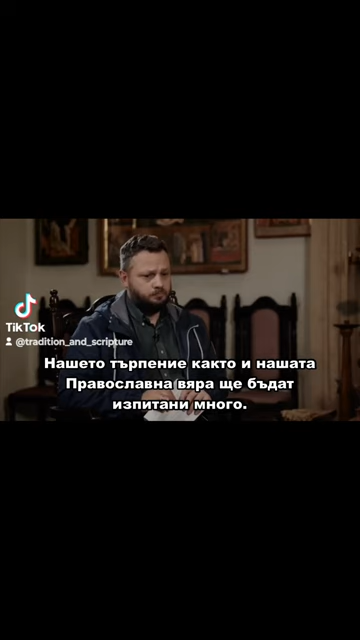 TikTok
@tradition_and_scripture
Нашето търпение както и нашата
Православна вяра ще бъдат
изпитани много.